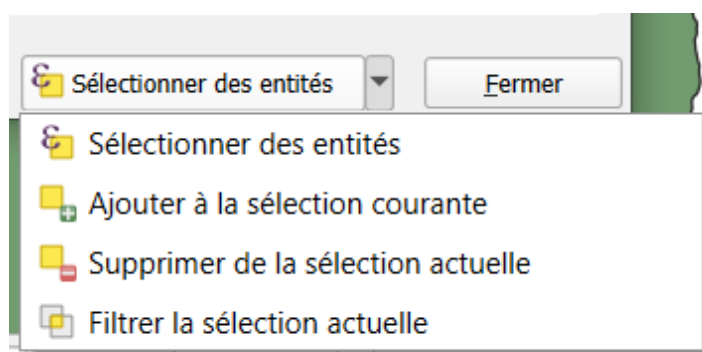 Sélectionner des entités Fermer
Sélectionner des entités
Ajouter à la sélection courante
Supprimer de la sélection actuelle
Filtrer la sélection actuelle